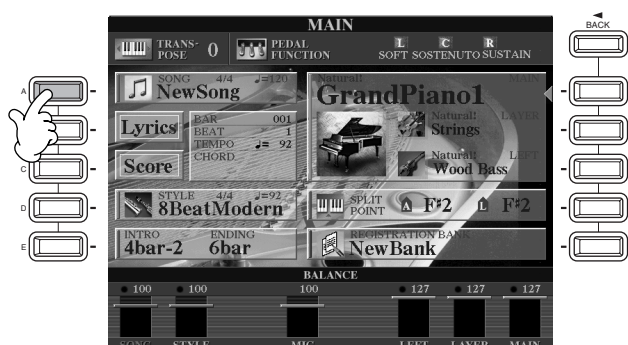 MAIN
BACK
TRANS-
POSE 0
PEDAL
FUNCTION
L C R
SOFT SOSTENUTO SUSTAIN
A
SONG 4/4 ♩=120
NewSong
Natural! MAIN
GrandPiano1
Lyrics
BAR 001
BEAT 1
TEMPO ♩= 92
CHORD
Natural! LAYER
Strings
C
Score
Natural! LEFT
Wood Bass
D
STYLE 4/4 ♩=92
8BeatModern
SPLIT
POINT
A F♯2 L F♯2
E
INTRO ENDING
4bar-2 6bar
REGISTRATION BANK
NewBank
BALANCE
100 100 100 127 127 127
SONG STYLE MIC LEFT LAYER MAIN